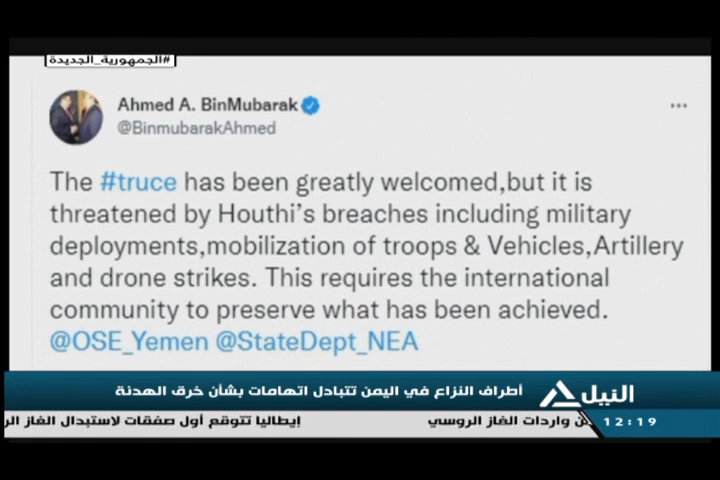 #الجمهورية_الجديدة
Ahmed A. BinMubarak
@BinmubarakAhmed
The #truce has been greatly welcomed,but it is
threatened by Houthi's breaches including military
deployments,mobilization of troops & Vehicles,Artillery
and drone strikes. This requires the international
community to preserve what has been achieved.
@OSE_Yemen @StateDept_NEA
النيل
أطراف النزاع في اليمن تتبادل اتهامات بشأن خرق الهدنة
12:19
واردات الغاز الروسي
إيطاليا تتوقع أول صفقات لاستبدال الغاز